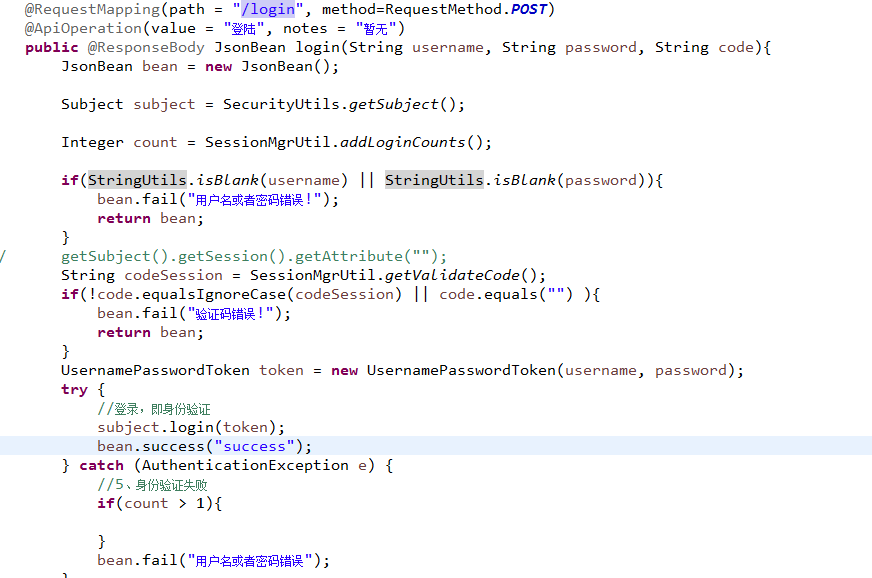 @RequestMapping(path = "/login", method=RequestMethod.POST)
@ApiOperation(value = "登陆", notes = "暂无")
public @ResponseBody JsonBean login(String username, String password, String code){
JsonBean bean = new JsonBean();
Subject subject = SecurityUtils.getSubject();
Integer count = SessionMgrUtil.addLoginCounts();
if(StringUtils.isBlank(username) || StringUtils.isBlank(password)){
bean.fail("用户名或者密码错误!");
return bean;
}
/ getSubject().getSession().getAttribute("");
String codeSession = SessionMgrUtil.getValidateCode();
if(!code.equalsIgnoreCase(codeSession) || code.equals("") ){
bean.fail("验证码错误!");
return bean;
}
UsernamePasswordToken token = new UsernamePasswordToken(username, password);
try {
//登录，即身份验证
subject.login(token);
bean.success("success");
} catch (AuthenticationException e) {
//5、身份验证失败
if(count > 1){
}
bean.fail("用户名或者密码错误");
}